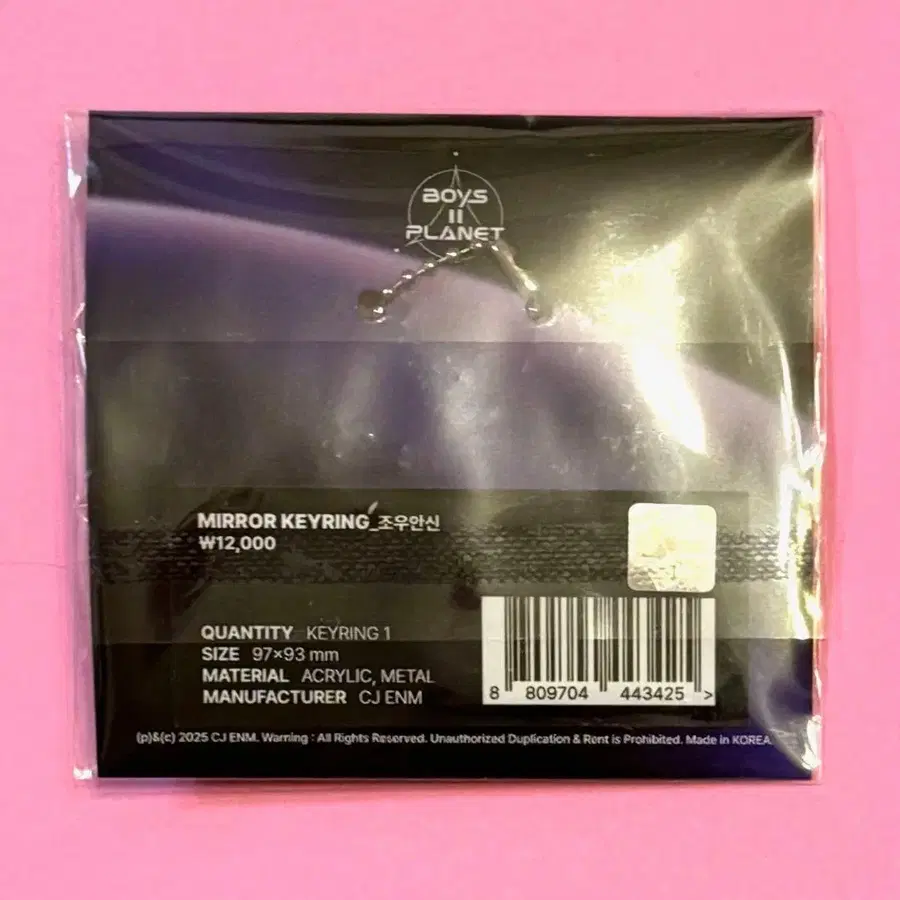 BOYS
II
PLANET
MIRROR KEYRING_조우안신
₩12,000
QUANTITY KEYRING 1
SIZE 97×93 mm
MATERIAL ACRYLIC, METAL
MANUFACTURER CJ ENM
8 809704 443425 >
(p)&(c) 2025 CJ ENM. Warning : All Rights Reserved. Unauthorized Duplication & Rent is Prohibited. Made in KOREA.